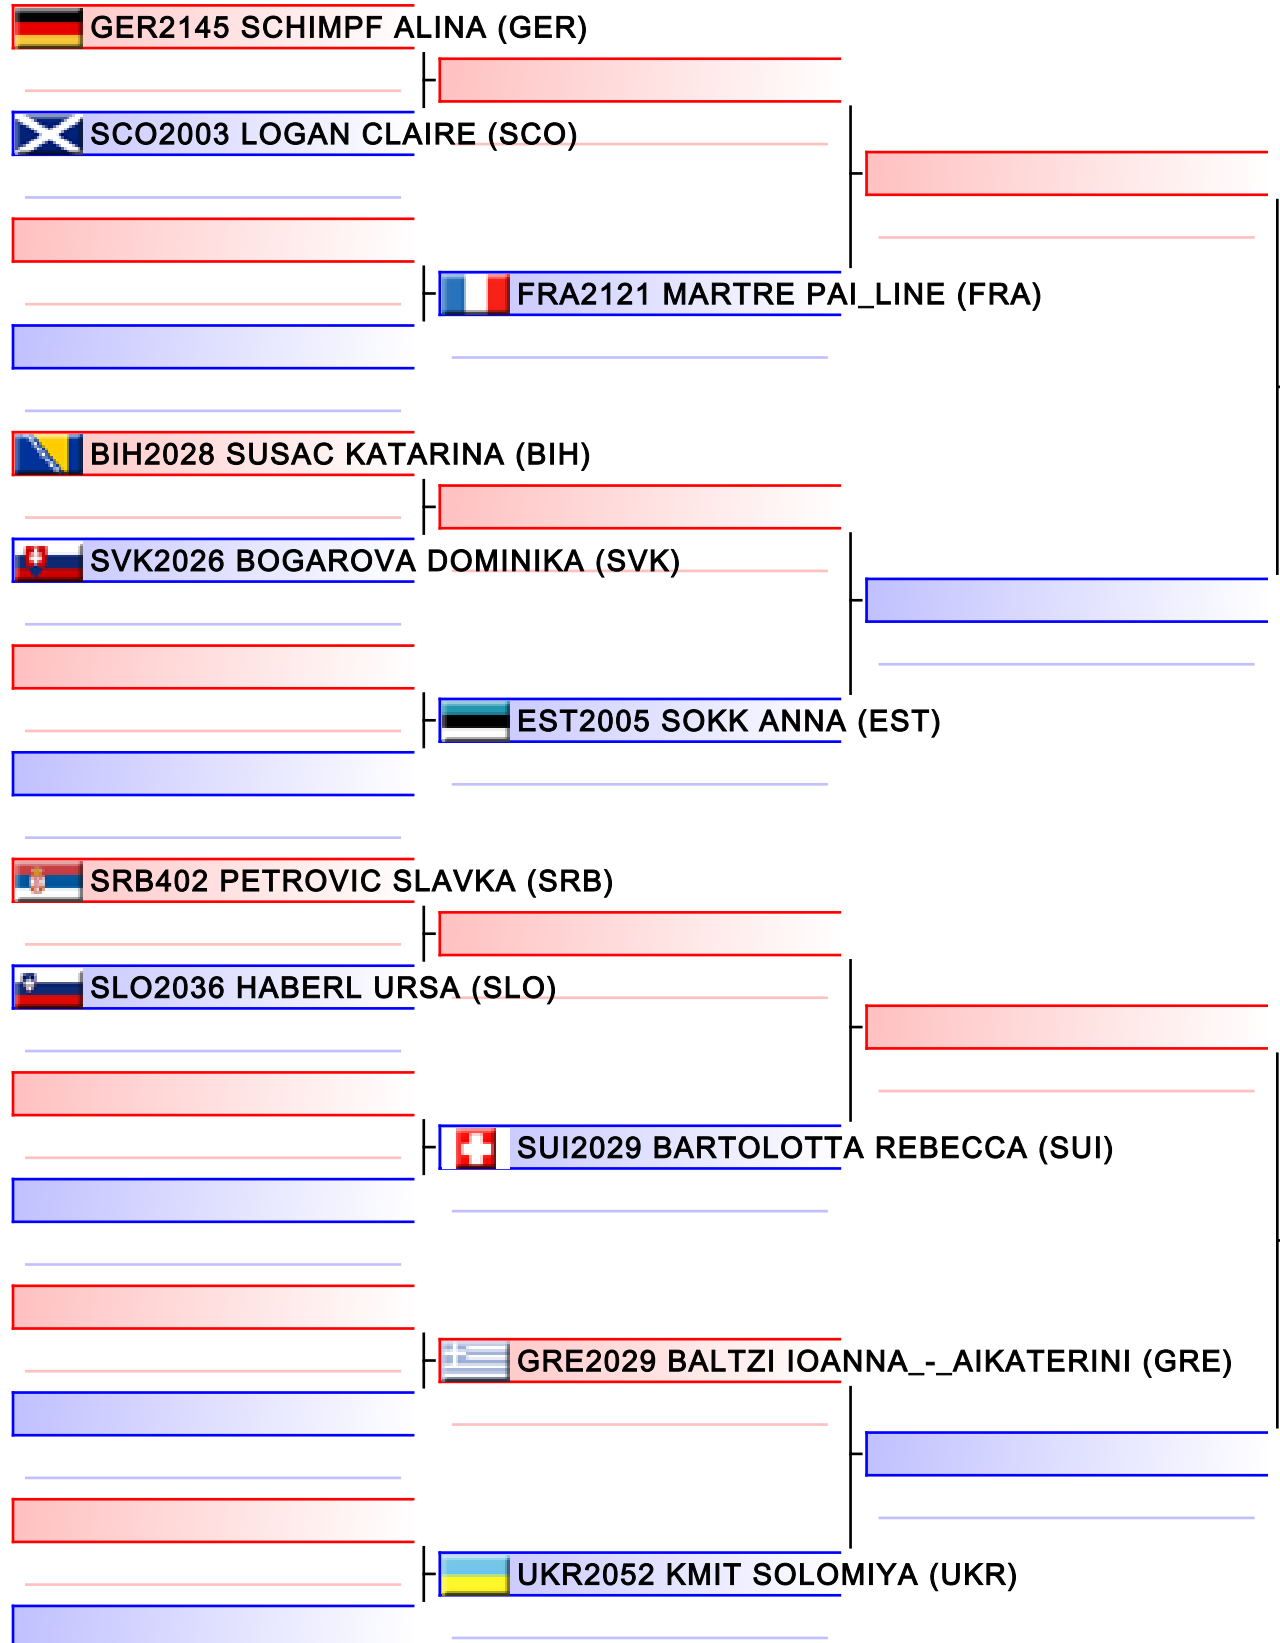 GER2145 SCHIMPF ALINA (GER)
SCO2003 LOGAN CLAIRE (SCO)
FRA2121 MARTRE PAI_LINE (FRA)
BIH2028 SUSAC KATARINA (BIH)
SVK2026 BOGAROVA DOMINIKA (SVK)
EST2005 SOKK ANNA (EST)
SRB402 PETROVIC SLAVKA (SRB)
SLO2036 HABERL URSA (SLO)
SUI2029 BARTOLOTTA REBECCA (SUI)
GRE2029 BALTZI IOANNA_-_AIKATERINI (GRE)
UKR2052 KMIT SOLOMIYA (UKR)